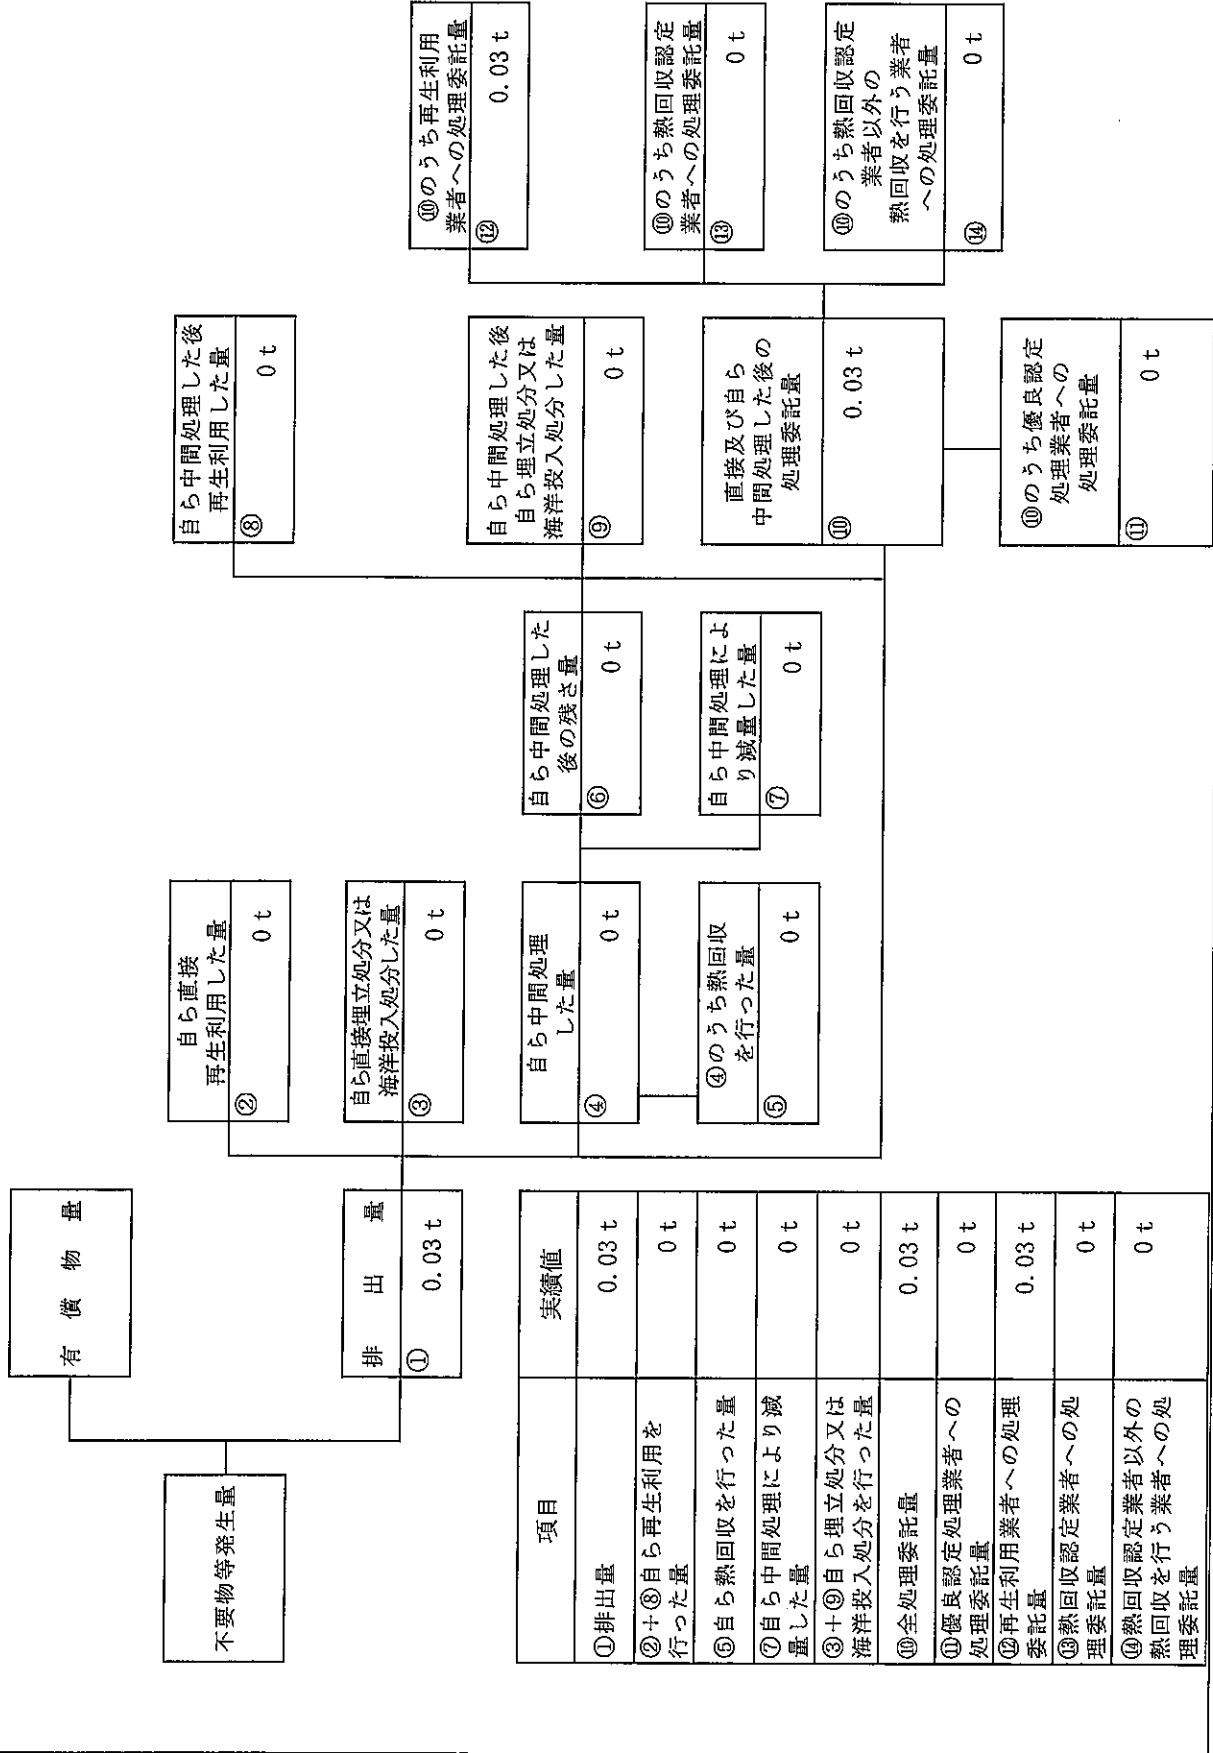 不要物等発生量
有償物量
排出量
① 0.03 t
自ら直接
再生利用した量
② 0 t
自ら直接埋立処分又は
海洋投入処分した量
③ 0 t
自ら中間処理
した量
④ 0 t
④のうち熱回収
を行った量
⑤ 0 t
自ら中間処理した
後の残さ量
⑥ 0 t
自ら中間処理によ
り減量した量
⑦ 0 t
自ら中間処理した後
再生利用した量
⑧ 0 t
自ら中間処理した後
自ら埋立処分又は
海洋投入処分した量
⑨ 0 t
直接及び自ら
中間処理した後の
処理委託量
⑩ 0.03 t
⑩のうち優良認定
処理業者への
処理委託量
⑪ 0 t
⑩のうち再生利用
業者への処理委託量
⑫ 0.03 t
⑩のうち熱回収認定
業者への処理委託量
⑬ 0 t
⑩のうち熱回収認定
業者以外の
熱回収を行う業者
への処理委託量
⑭ 0 t
項目 実績値
①排出量 0.03 t
②+⑧自ら再生利用を
行った量 0 t
⑤自ら熱回収を行った量 0 t
⑦自ら中間処理により減
量した量 0 t
③+⑨自ら埋立処分又は
海洋投入処分を行った量 0 t
⑩全処理委託量 0.03 t
⑪優良認定処理業者への
処理委託量 0 t
⑫再生利用業者への処理
委託量 0.03 t
⑬熱回収認定業者への処
理委託量 0 t
⑭熱回収認定業者以外の
熱回収を行う業者への処
理委託量 0 t